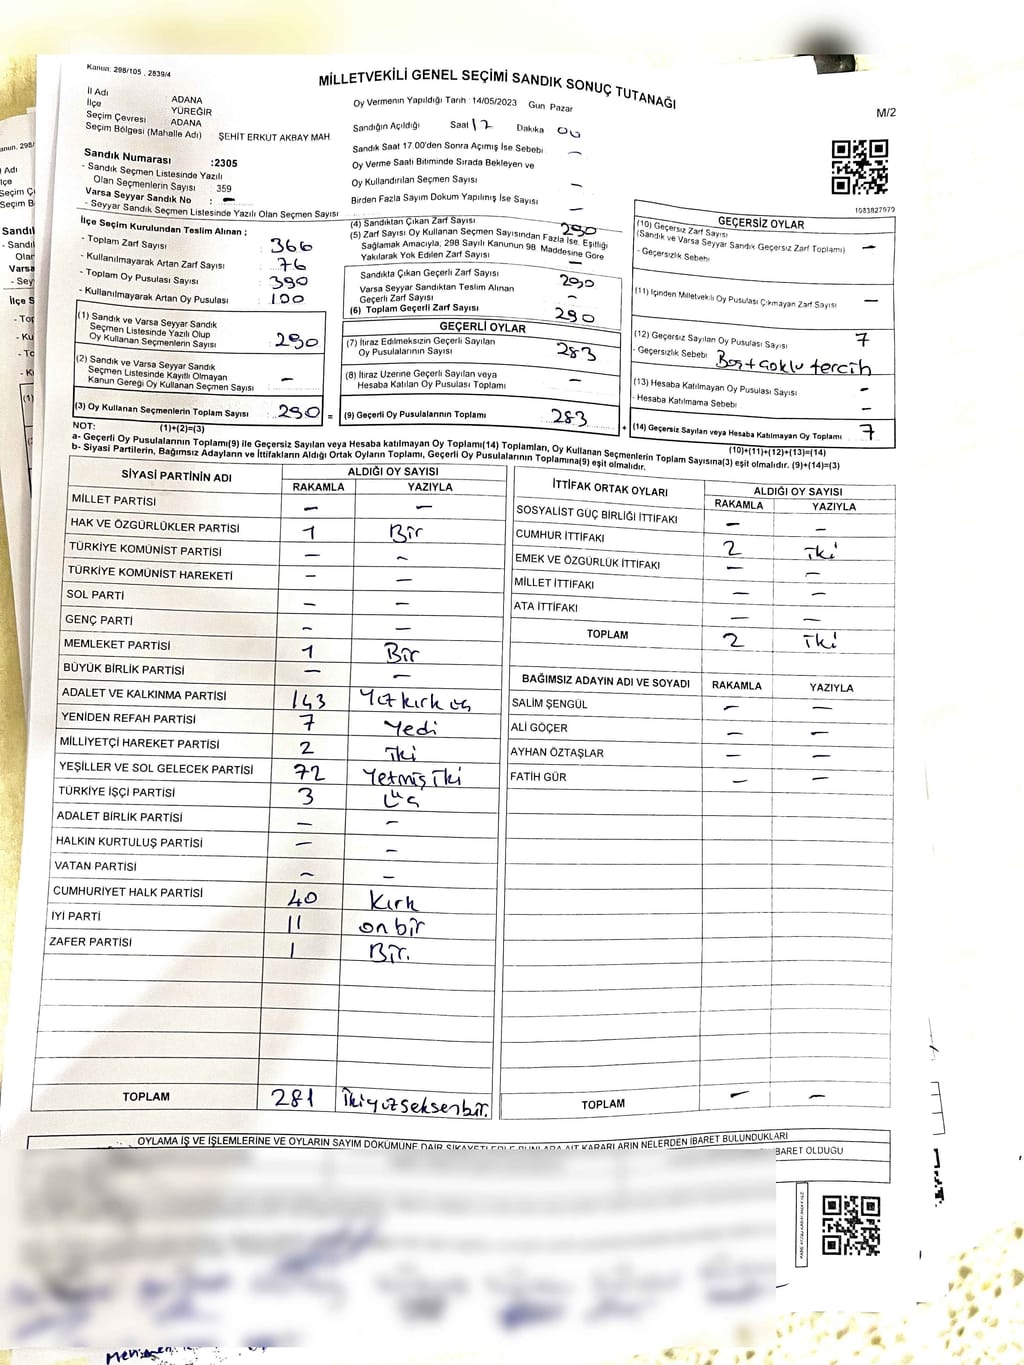 Kanun: 298/105 , 2839/4
MİLLETVEKİLİ GENEL SEÇİMİ SANDIK SONUÇ TUTANAĞI
M/2
İl Adı : ADANA
İlçe : YÜREĞİR
Seçim Çevresi : ADANA
Seçim Bölgesi (Mahalle Adı) : ŞEHİT ERKUT AKBAY MAH.
Oy Vermenin Yapıldığı Tarih :14/05/2023 Gün Pazar
Sandığın Açıldığı Saat 17 Dakika 00
Sandık Saat 17.00'den Sonra Açılmış İse Sebebi —
Oy Verme Saati Bitiminde Sırada Bekleyen ve
Oy Kullandırılan Seçmen Sayısı —
Birden Fazla Sayım Döküm Yapılmış İse Sayısı —
Sandık Numarası :2305
- Sandık Seçmen Listesinde Yazılı
Olan Seçmenlerin Sayısı : 359
Varsa Seyyar Sandık No : —
- Seyyar Sandık Seçmen Listesinde Yazılı Olan Seçmen Sayısı
1083827979
İlçe Seçim Kurulundan Teslim Alınan ;
- Toplam Zarf Sayısı : 366
- Kullanılmayarak Artan Zarf Sayısı : 76
- Toplam Oy Pusulası Sayısı : 390
- Kullanılmayarak Artan Oy Pusulası : 100
(1) Sandık ve Varsa Seyyar Sandık
Seçmen Listesinde Yazılı Olup
Oy Kullanan Seçmenlerin Sayısı : 290
(2) Sandık ve Varsa Seyyar Sandık
Seçmen Listesinde Kayıtlı Olmayan
Kanun Gereği Oy Kullanan Seçmen Sayısı : —
(3) Oy Kullanan Seçmenlerin Toplam Sayısı : 290
(1)+(2)=(3)
(4) Sandıktan Çıkan Zarf Sayısı 290
(5) Zarf Sayısı Oy Kullanan Seçmen Sayısından Fazla İse, Eşitliği
Sağlamak Amacıyla; 298 Sayılı Kanunun 98. Maddesine Göre
Yakılarak Yok Edilen Zarf Sayısı —
Sandıkta Çıkan Geçerli Zarf Sayısı 290
Varsa Seyyar Sandıktan Teslim Alınan
Geçerli Zarf Sayısı —
(6) Toplam Geçerli Zarf Sayısı 290
GEÇERLİ OYLAR
(7) İtiraz Edilmeksizin Geçerli Sayılan
Oy Pusulalarının Sayısı : 283
(8) İtiraz Üzerine Geçerli Sayılan veya
Hesaba Katılan Oy Pusulası Toplamı : —
= (9) Geçerli Oy Pusulalarının Toplamı : 283
GEÇERSİZ OYLAR
(10) Geçersiz Zarf Sayısı
(Sandık ve Varsa Seyyar Sandık Geçersiz Zarf Toplamı) —
- Geçersizlik Sebebi
(11) İçinden Milletvekili Oy Pusulası Çıkmayan Zarf Sayısı —
(12) Geçersiz Sayılan Oy Pusulası Sayısı 7
- Geçersizlik Sebebi Boş+çoklu tercih
(13) Hesaba Katılmayan Oy Pusulası Sayısı —
- Hesaba Katılmama Sebebi —
+ (14) Geçersiz Sayılan veya Hesaba Katılmayan Oy Toplamı 7
(10)+(11)+(12)+(13)=(14)
NOT:
a- Geçerli Oy Pusulalarının Toplamı(9) ile Geçersiz Sayılan veya Hesaba katılmayan Oy Toplamı(14) Toplamları, Oy Kullanan Seçmenlerin Toplam Sayısına(3) eşit olmalıdır. (9)+(14)=(3)
b- Siyasi Partilerin, Bağımsız Adayların ve İttifakların Aldığı Ortak Oyların Toplamı, Geçerli Oy Pusulalarının Toplamına(9) eşit olmalıdır.
SİYASİ PARTİNİN ADI ALDIĞI OY SAYISI
RAKAMLA YAZIYLA
MİLLET PARTİSİ — —
HAK VE ÖZGÜRLÜKLER PARTİSİ 1 Bir
TÜRKİYE KOMÜNİST PARTİSİ — —
TÜRKİYE KOMÜNİST HAREKETİ — —
SOL PARTİ — —
GENÇ PARTİ — —
MEMLEKET PARTİSİ 1 Bir
BÜYÜK BİRLİK PARTİSİ — —
ADALET VE KALKINMA PARTİSİ 143 Yüzkırk üç
YENİDEN REFAH PARTİSİ 7 Yedi
MİLLİYETÇİ HAREKET PARTİSİ 2 iki
YEŞİLLER VE SOL GELECEK PARTİSİ 72 Yetmiş iki
TÜRKİYE İŞÇİ PARTİSİ 3 Üç
ADALET BİRLİK PARTİSİ — —
HALKIN KURTULUŞ PARTİSİ — —
VATAN PARTİSİ — —
CUMHURİYET HALK PARTİSİ 40 Kırk
İYİ PARTİ 11 on bir
ZAFER PARTİSİ 1 Bir.
TOPLAM 281 İkiyüzseksenbir.
İTTİFAK ORTAK OYLARI ALDIĞI OY SAYISI
RAKAMLA YAZIYLA
SOSYALİST GÜÇ BİRLİĞİ İTTİFAKI — —
CUMHUR İTTİFAKI 2 iki
EMEK VE ÖZGÜRLÜK İTTİFAKI — —
MİLLET İTTİFAKI — —
ATA İTTİFAKI — —
TOPLAM 2 iki
BAĞIMSIZ ADAYIN ADI VE SOYADI RAKAMLA YAZIYLA
SALİM ŞENGÜL — —
ALİ GÖÇER — —
AYHAN ÖZTAŞLAR — —
FATİH GÜR — —
TOPLAM — —
OYLAMA İŞ VE İŞLEMLERİNE VE OYLARIN SAYIM DÖKÜMÜNE DAİR ŞİKAYETLERLE BUNLARA AİT KARARLARIN NELERDEN İBARET BULUNDUKLARI
BARET OLDUĞU